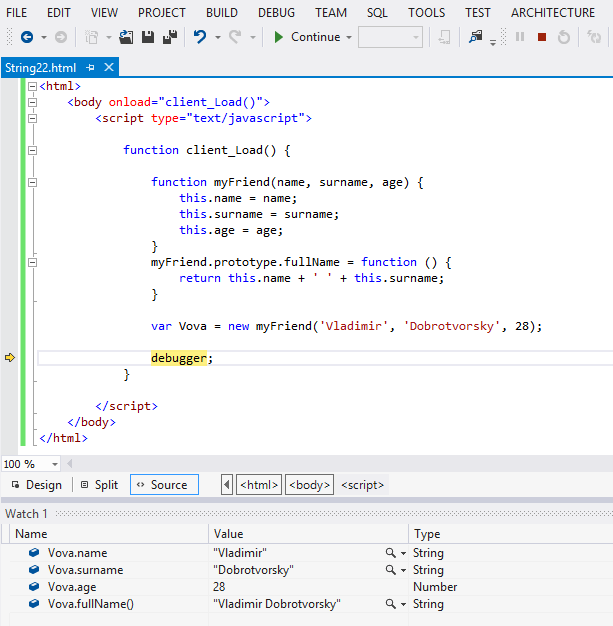 FILE EDIT VIEW PROJECT BUILD DEBUG TEAM SQL TOOLS TEST ARCHITECTURE
Continue
String22.html
<html>
<body onload="client_Load()">
<script type="text/javascript">
function client_Load() {
function myFriend(name, surname, age) {
this.name = name;
this.surname = surname;
this.age = age;
}
myFriend.prototype.fullName = function () {
return this.name + ' ' + this.surname;
}
var Vova = new myFriend('Vladimir', 'Dobrotvorsky', 28);
debugger;
}
</script>
</body>
</html>
100 %
Design Split Source <html> <body> <script>
Watch 1
Name Value Type
Vova.name "Vladimir" String
Vova.surname "Dobrotvorsky" String
Vova.age 28 Number
Vova.fullName() "Vladimir Dobrotvorsky" String